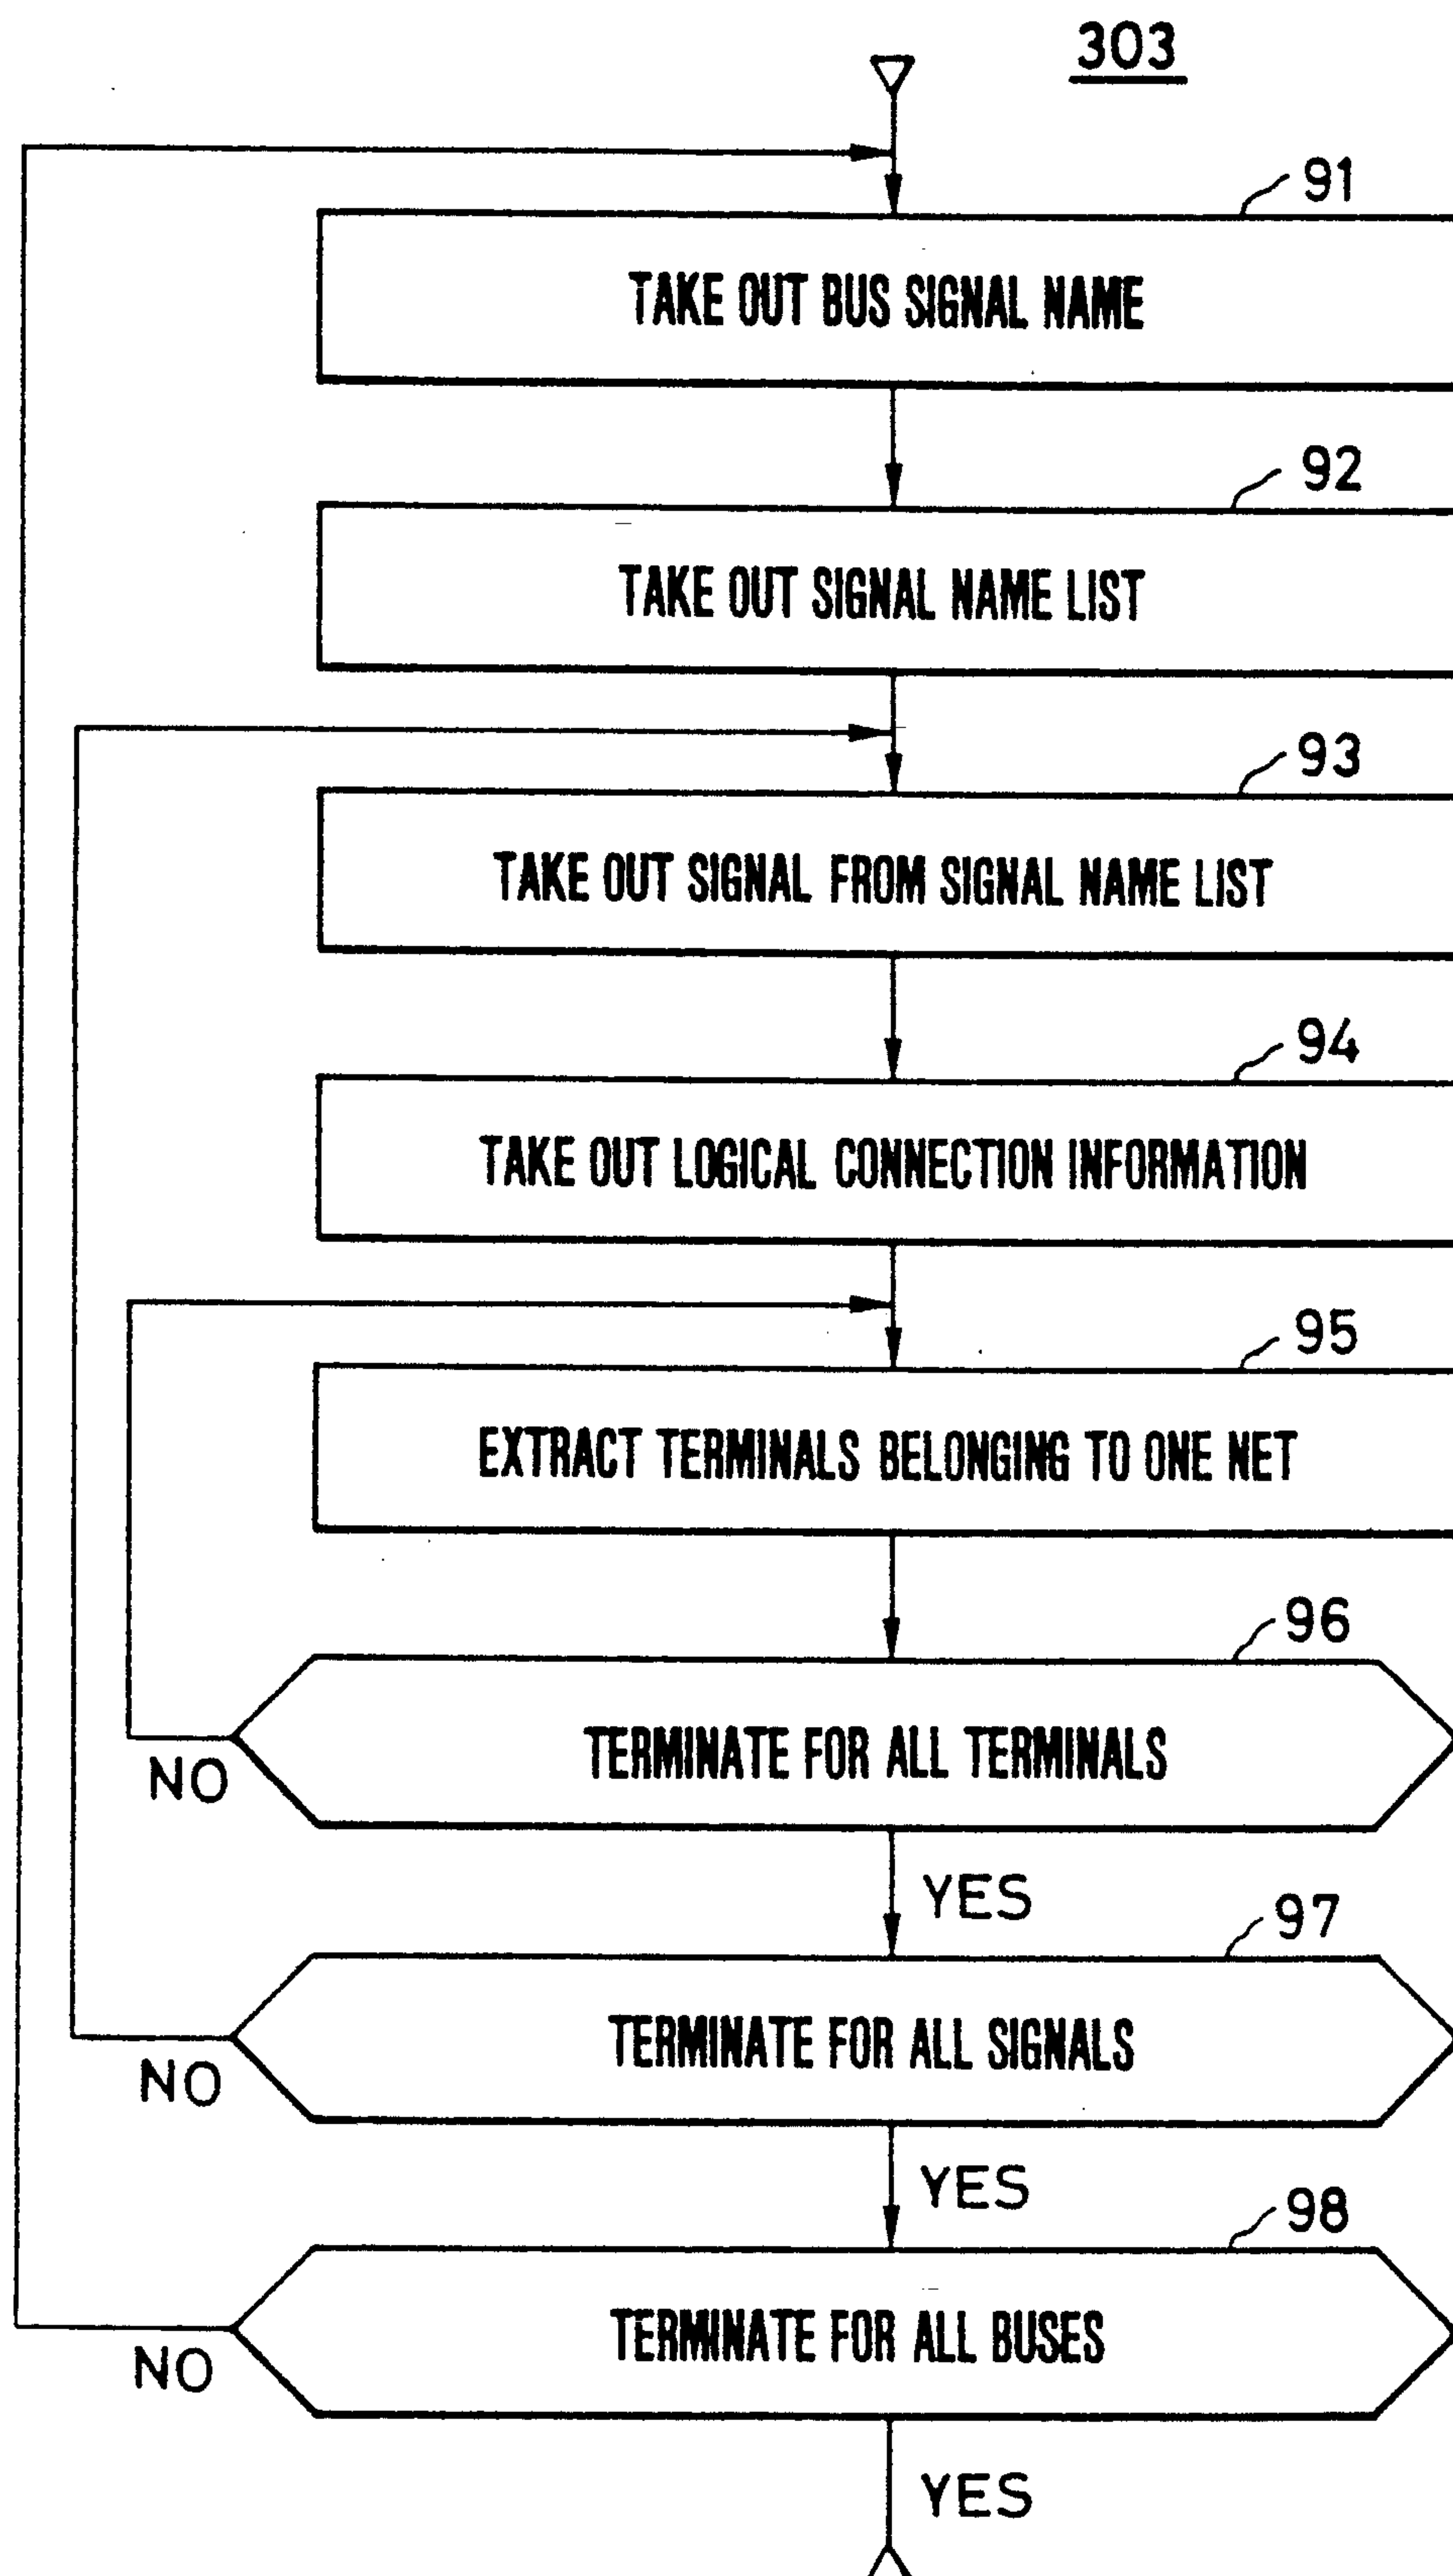 303
91
TAKE OUT BUS SIGNAL NAME
92
TAKE OUT SIGNAL NAME LIST
93
TAKE OUT SIGNAL FROM SIGNAL NAME LIST
94
TAKE OUT LOGICAL CONNECTION INFORMATION
95
EXTRACT TERMINALS BELONGING TO ONE NET
96
TERMINATE FOR ALL TERMINALS
NO
YES
97
TERMINATE FOR ALL SIGNALS
NO
YES
98
TERMINATE FOR ALL BUSES
NO
YES